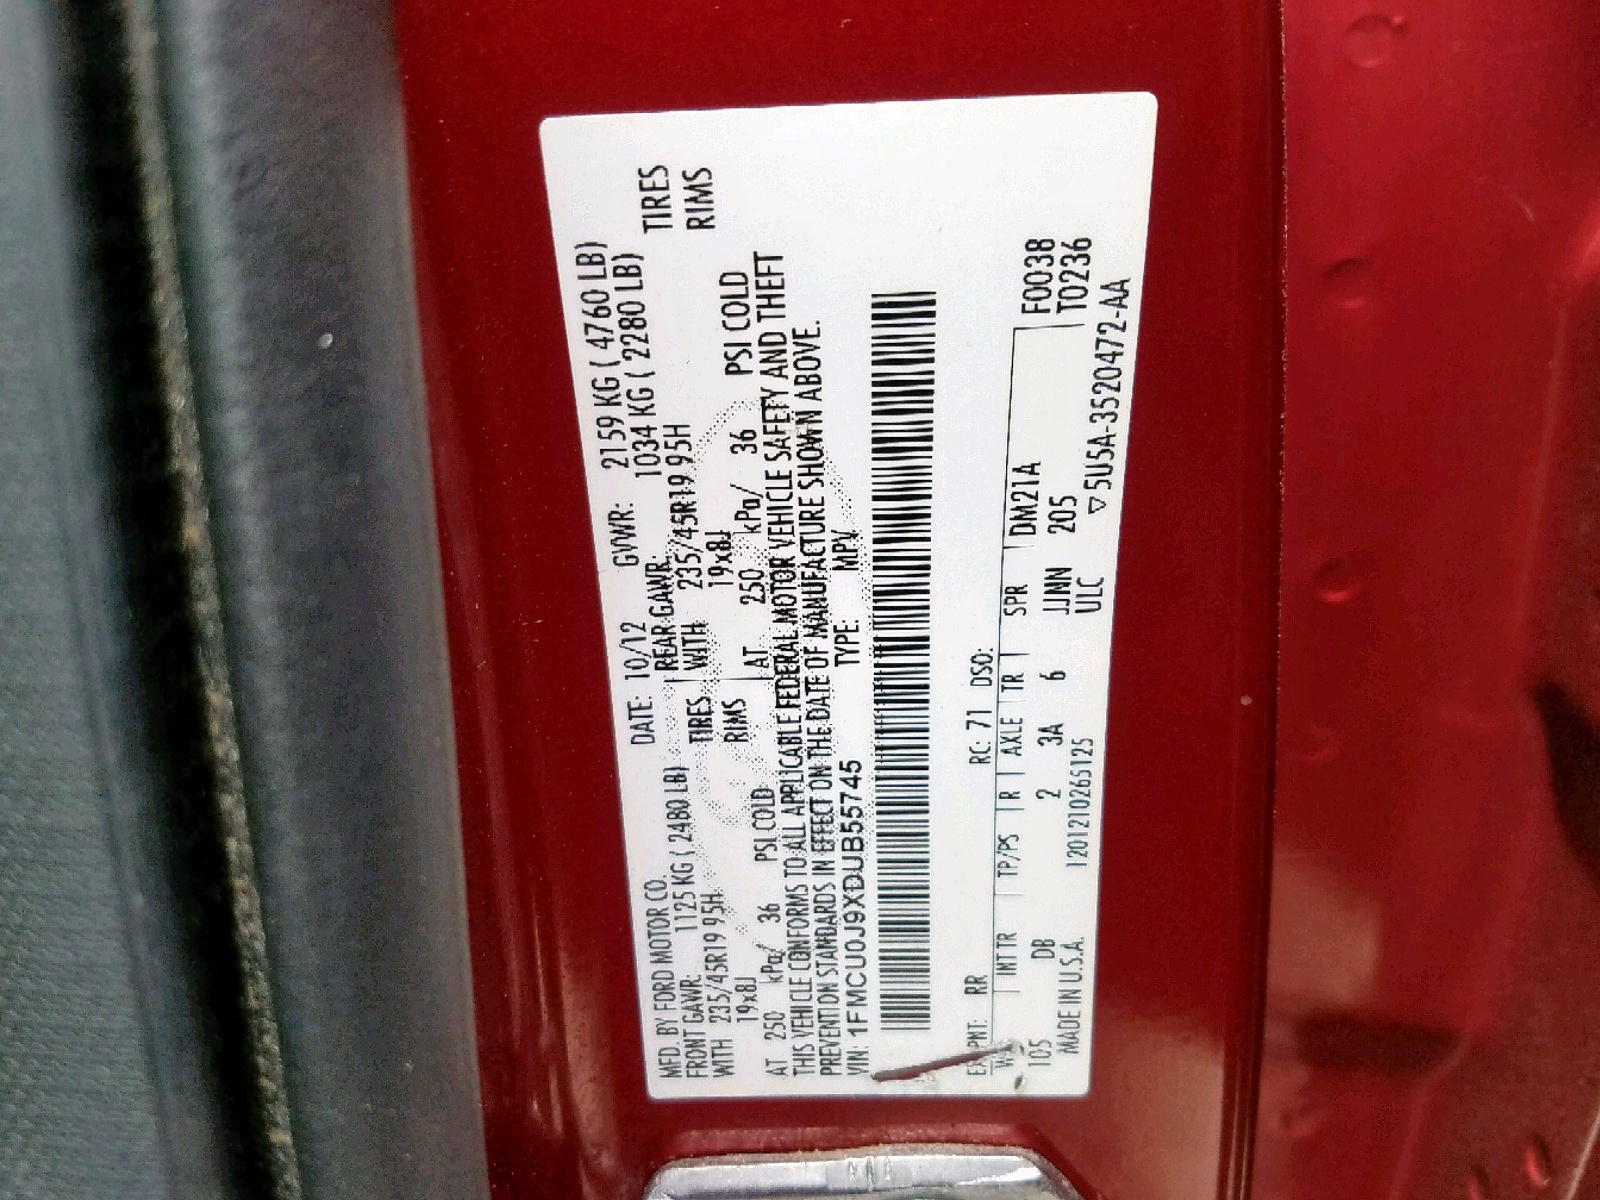 MFD. BY FORD MOTOR CO. DATE: 10/12 GVWR: 2159 KG ( 4760 LB)
FRONT GAWR: 1125 KG ( 2480 LB) REAR GAWR: 1034 KG ( 2280 LB)
WITH 235/45R19 95H TIRES WITH 235/45R19 95H TIRES
19x8J RIMS 19x8J RIMS
AT 250 kPa/ 36 PSI COLD AT 250 kPa/ 36 PSI COLD
THIS VEHICLE CONFORMS TO ALL APPLICABLE FEDERAL MOTOR VEHICLE SAFETY AND THEFT
PREVENTION STANDARDS IN EFFECT ON THE DATE OF MANUFACTURE SHOWN ABOVE.
VIN: 1FMCU0J9XDUB55745 TYPE: MPV
EXT PNT: RR RC: 71 DSO:
WB INT TR TP/PS R AXLE TR SPR DM21A F0038
105 DB 2 3A 6 JJNN 205 T0236
MADE IN U.S.A. 1201210265125 ULC ▽5U5A-3520472-AA